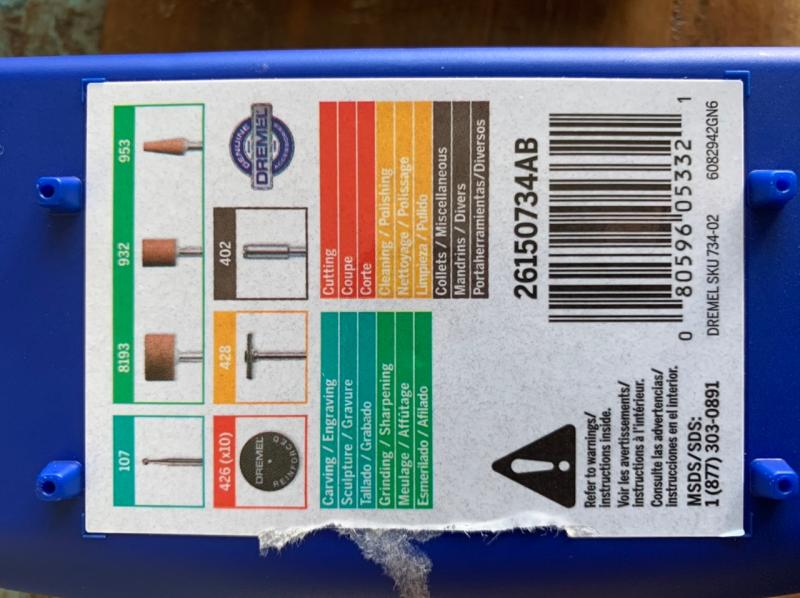 107
8193
932
953
426 (x10)
DREMEL
REINFORCED
428
402
GENUINE
DREMEL
Carving / Engraving
Sculpture / Gravure
Tallado / Grabado
Grinding / Sharpening
Meulage / Affûtage
Esmerilado / Afilado
Cutting
Coupe
Corte
Cleaning / Polishing
Nettoyage / Polissage
Limpieza / Pulido
Collets / Miscellaneous
Mandrins / Divers
Portaherramientas/Diversos
Refer to warnings/
instructions inside.
Voir les avertissements/
instructions à l'intérieur.
Consulte las advertencias/
instrucciones en el interior.
MSDS/SDS:
1 (877) 303-0891
26150734AB
0 80596 05332 1
DREMEL SKU 734-02 6082942GN6